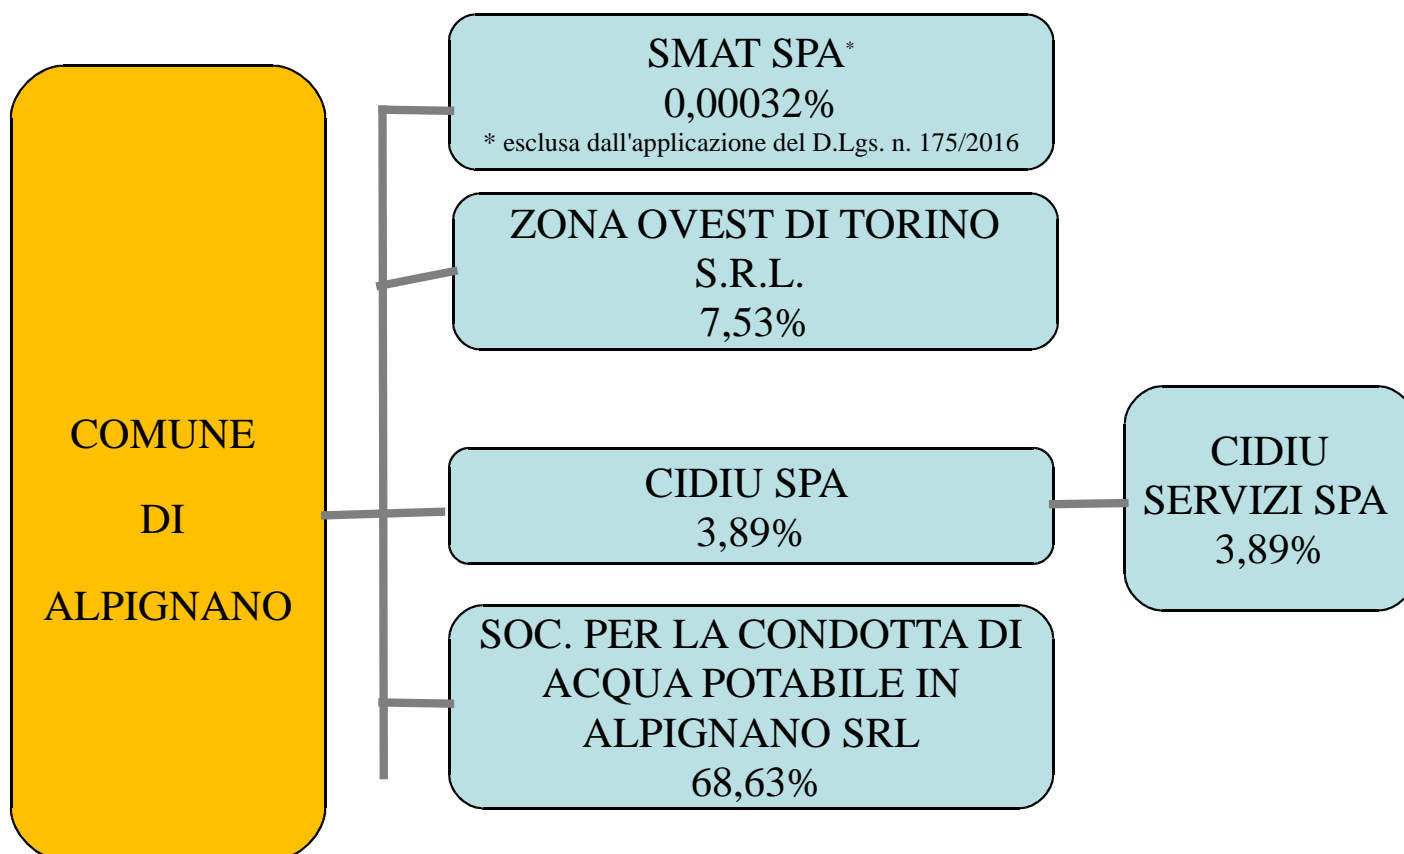 SMAT SPA*
0,00032%
* esclusa dall'applicazione del D.Lgs. n. 175/2016
ZONA OVEST DI TORINO
S.R.L.
7,53%
COMUNE
DI
ALPIGNANO
CIDIU SPA
3,89%
CIDIU
SERVIZI SPA
3,89%
SOC. PER LA CONDOTTA DI
ACQUA POTABILE IN
ALPIGNANO SRL
68,63%